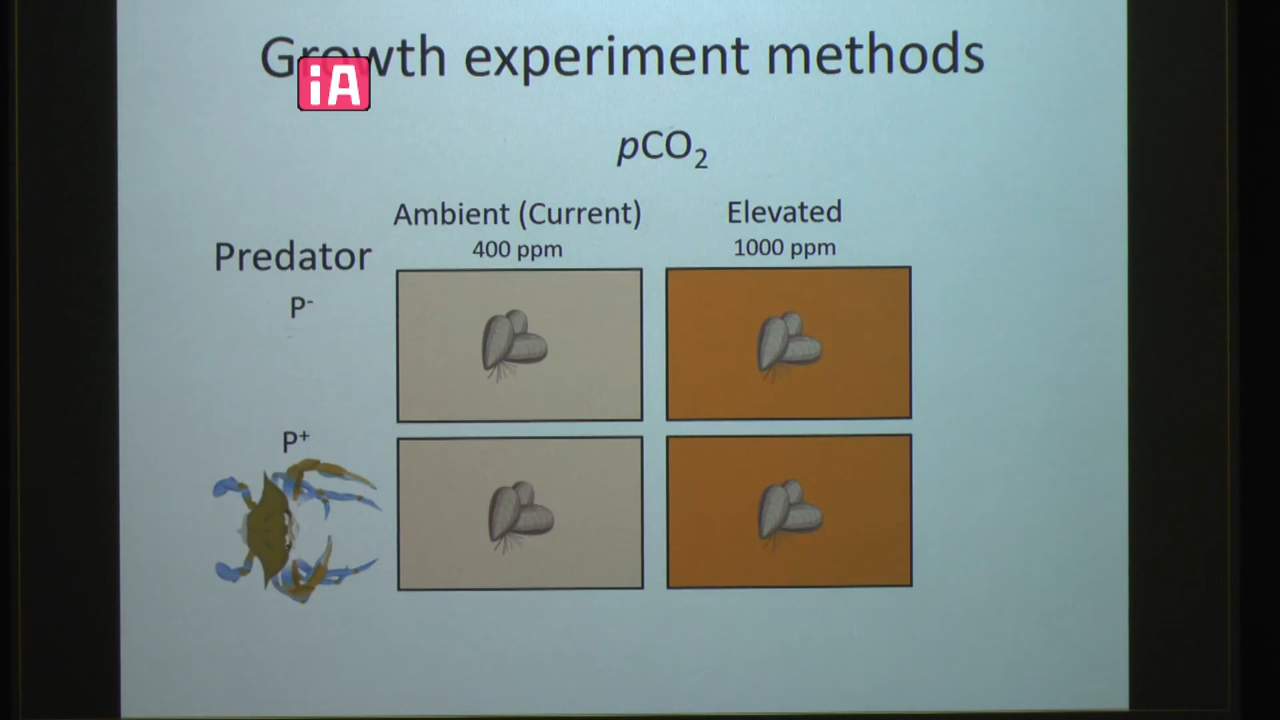 Growth experiment methods
iA
pCO₂
Ambient (Current)
Elevated
400 ppm
1000 ppm
Predator
P⁻
P⁺